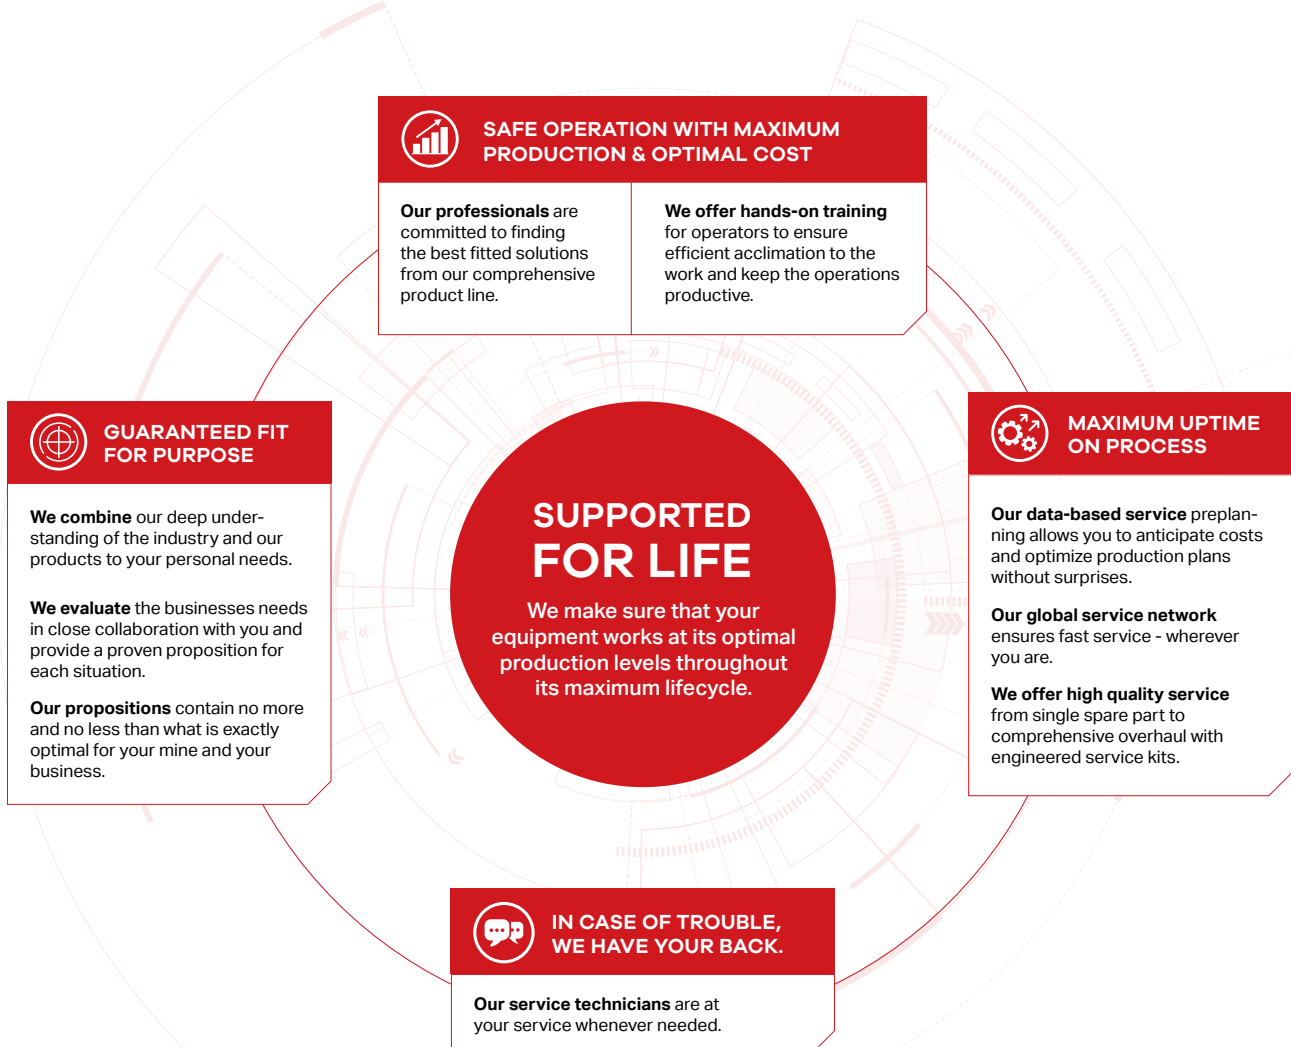 SAFE OPERATION WITH MAXIMUM
PRODUCTION & OPTIMAL COST
Our professionals are
committed to finding
the best fitted solutions
from our comprehensive
product line.
We offer hands-on training
for operators to ensure
efficient acclimation to the
work and keep the operations
productive.
GUARANTEED FIT
FOR PURPOSE
We combine our deep under-
standing of the industry and our
products to your personal needs.
We evaluate the businesses needs
in close collaboration with you and
provide a proven proposition for
each situation.
Our propositions contain no more
and no less than what is exactly
optimal for your mine and your
business.
SUPPORTED
FOR LIFE
We make sure that your
equipment works at its optimal
production levels throughout
its maximum lifecycle.
MAXIMUM UPTIME
ON PROCESS
Our data-based service preplan-
ning allows you to anticipate costs
and optimize production plans
without surprises.
Our global service network
ensures fast service - wherever
you are.
We offer high quality service
from single spare part to
comprehensive overhaul with
engineered service kits.
IN CASE OF TROUBLE,
WE HAVE YOUR BACK.
Our service technicians are at
your service whenever needed.